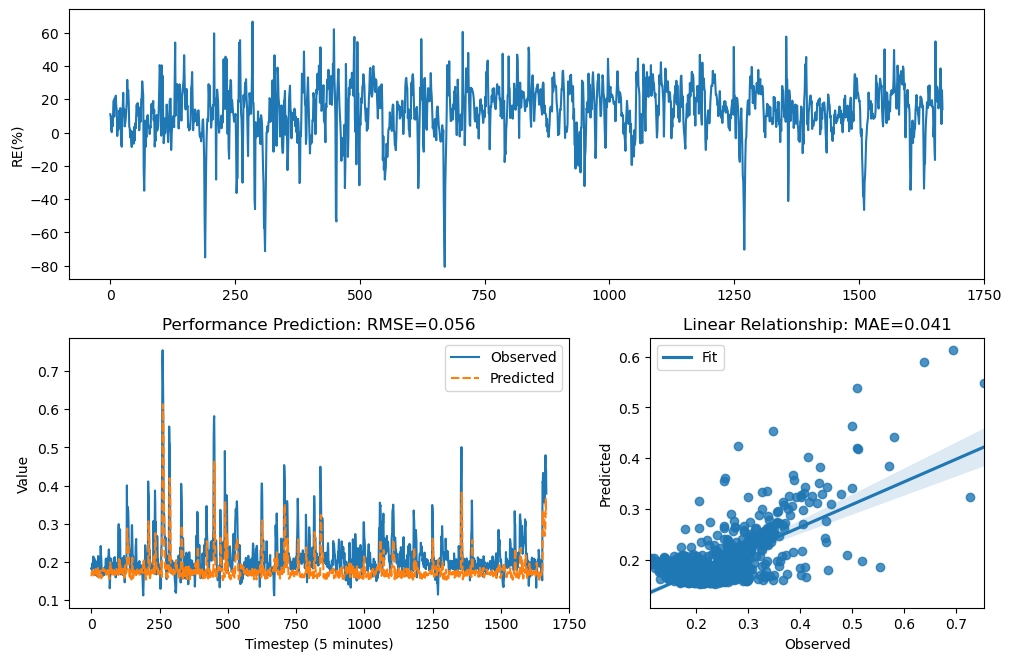 RE(%)
60
40
20
0
−20
−40
−60
−80
0 250 500 750 1000 1250 1500 1750
Performance Prediction: RMSE=0.056
Value
0.7
0.6
0.5
0.4
0.3
0.2
0.1
Observed
Predicted
0 250 500 750 1000 1250 1500 1750
Timestep (5 minutes)
Linear Relationship: MAE=0.041
Predicted
0.6
0.5
0.4
0.3
0.2
Fit
0.2 0.3 0.4 0.5 0.6 0.7
Observed